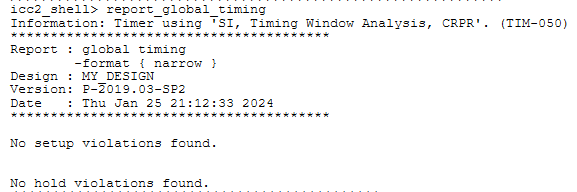 icc2_shell> report_global_timing
Information: Timer using 'SI, Timing Window Analysis, CRPR'. (TIM-050)
****************************************
Report : global timing
        -format { narrow }
Design : MY_DESIGN
Version: P-2019.03-SP2
Date   : Thu Jan 25 21:12:33 2024
****************************************
No setup violations found.
No hold violations found.